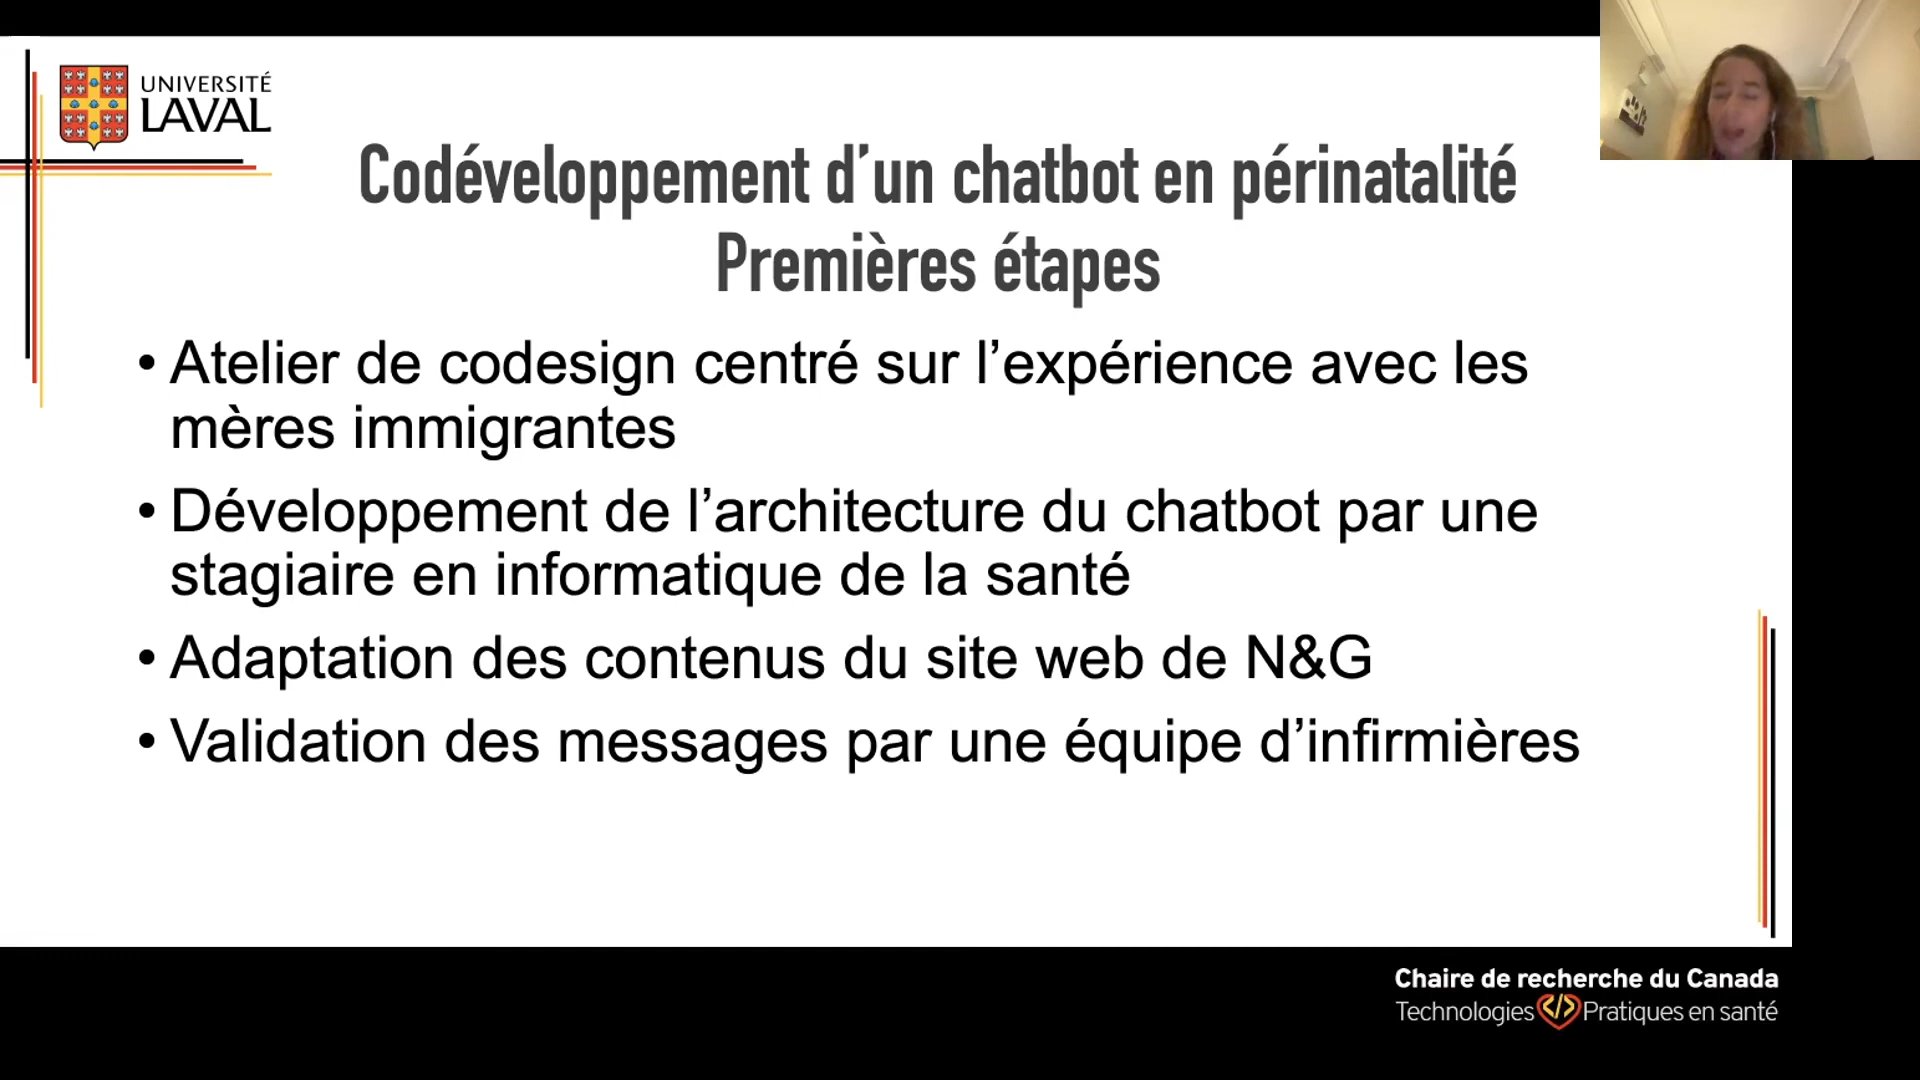 UNIVERSITÉ
LAVAL
Codéveloppement d’un chatbot en périnatalité
Premières étapes
• Atelier de codesign centré sur l’expérience avec les
mères immigrantes
• Développement de l’architecture du chatbot par une
stagiaire en informatique de la santé
• Adaptation des contenus du site web de N&G
• Validation des messages par une équipe d’infirmières
Chaire de recherche du Canada
Technologies </> Pratiques en santé